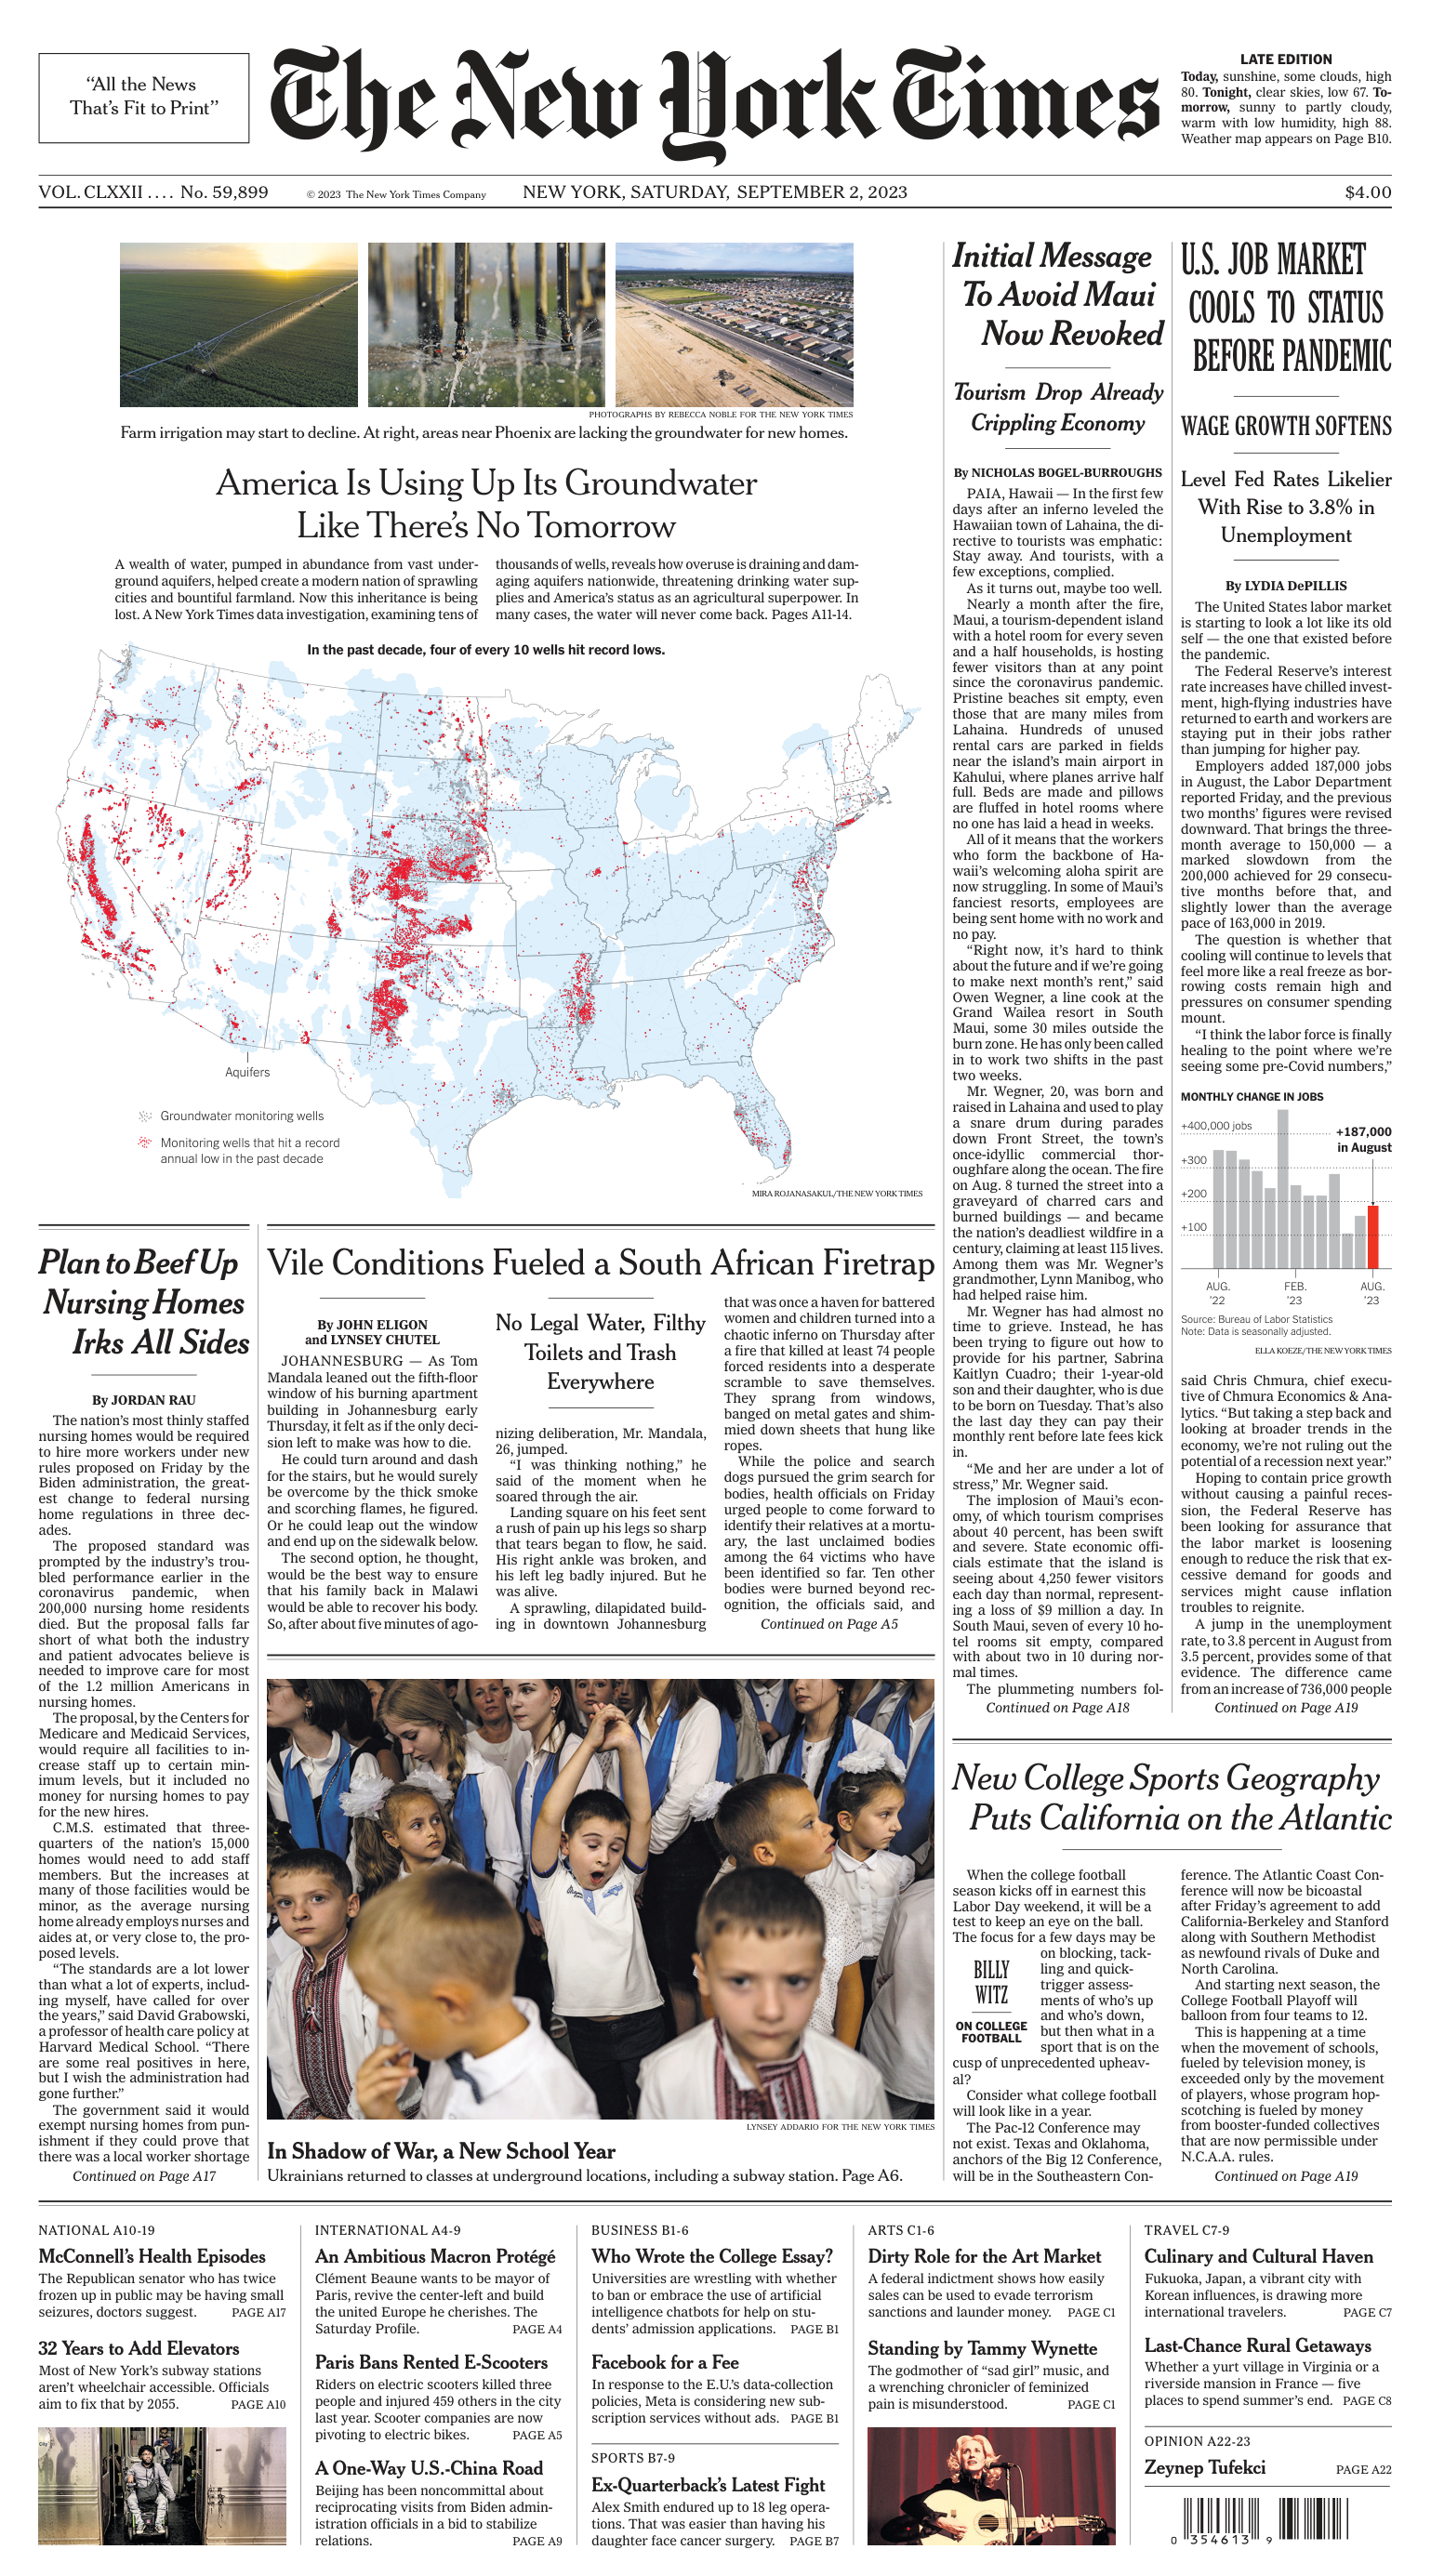 “All the News
That’s Fit to Print”
The New York Times
LATE EDITION
Today, sunshine, some clouds, high
80. Tonight, clear skies, low 67. To-
morrow, sunny to partly cloudy,
warm with low humidity, high 88.
Weather map appears on Page B10.
VOL. CLXXII .... No. 59,899
© 2023 The New York Times Company
NEW YORK, SATURDAY, SEPTEMBER 2, 2023
$4.00
PHOTOGRAPHS BY REBECCA NOBLE FOR THE NEW YORK TIMES
Farm irrigation may start to decline. At right, areas near Phoenix are lacking the groundwater for new homes.
America Is Using Up Its Groundwater
Like There’s No Tomorrow
A wealth of water, pumped in abundance from vast under-
ground aquifers, helped create a modern nation of sprawling
cities and bountiful farmland. Now this inheritance is being
lost. A New York Times data investigation, examining tens of
thousands of wells, reveals how overuse is draining and dam-
aging aquifers nationwide, threatening drinking water sup-
plies and America’s status as an agricultural superpower. In
many cases, the water will never come back. Pages A11-14.
In the past decade, four of every 10 wells hit record lows.
Aquifers
Groundwater monitoring wells
Monitoring wells that hit a record
annual low in the past decade
MIRA ROJANASAKUL/THE NEW YORK TIMES
Initial Message
To Avoid Maui
Now Revoked
Tourism Drop Already
Crippling Economy
By NICHOLAS BOGEL-BURROUGHS
PAIA, Hawaii — In the first few
days after an inferno leveled the
Hawaiian town of Lahaina, the di-
rective to tourists was emphatic:
Stay away. And tourists, with a
few exceptions, complied.
As it turns out, maybe too well.
Nearly a month after the fire,
Maui, a tourism-dependent island
with a hotel room for every seven
and a half households, is hosting
fewer visitors than at any point
since the coronavirus pandemic.
Pristine beaches sit empty, even
those that are many miles from
Lahaina. Hundreds of unused
rental cars are parked in fields
near the island’s main airport in
Kahului, where planes arrive half
full. Beds are made and pillows
are fluffed in hotel rooms where
no one has laid a head in weeks.
All of it means that the workers
who form the backbone of Ha-
waii’s welcoming aloha spirit are
now struggling. In some of Maui’s
fanciest resorts, employees are
being sent home with no work and
no pay.
“Right now, it’s hard to think
about the future and if we’re going
to make next month’s rent,” said
Owen Wegner, a line cook at the
Grand Wailea resort in South
Maui, some 30 miles outside the
burn zone. He has only been called
in to work two shifts in the past
two weeks.
Mr. Wegner, 20, was born and
raised in Lahaina and used to play
a snare drum during parades
down Front Street, the town’s
once-idyllic commercial thor-
oughfare along the ocean. The fire
on Aug. 8 turned the street into a
graveyard of charred cars and
burned buildings — and became
the nation’s deadliest wildfire in a
century, claiming at least 115 lives.
Among them was Mr. Wegner’s
grandmother, Lynn Manibog, who
had helped raise him.
Mr. Wegner has had almost no
time to grieve. Instead, he has
been trying to figure out how to
provide for his partner, Sabrina
Kaitlyn Cuadro; their 1-year-old
son and their daughter, who is due
to be born on Tuesday. That’s also
the last day they can pay their
monthly rent before late fees kick
in.
“Me and her are under a lot of
stress,” Mr. Wegner said.
The implosion of Maui’s econ-
omy, of which tourism comprises
about 40 percent, has been swift
and severe. State economic offi-
cials estimate that the island is
seeing about 4,250 fewer visitors
each day than normal, represent-
ing a loss of $9 million a day. In
South Maui, seven of every 10 ho-
tel rooms sit empty, compared
with about two in 10 during nor-
mal times.
The plummeting numbers fol-
Continued on Page A18
U.S. JOB MARKET
COOLS TO STATUS
BEFORE PANDEMIC
WAGE GROWTH SOFTENS
Level Fed Rates Likelier
With Rise to 3.8% in
Unemployment
By LYDIA DePILLIS
The United States labor market
is starting to look a lot like its old
self — the one that existed before
the pandemic.
The Federal Reserve’s interest
rate increases have chilled invest-
ment, high-flying industries have
returned to earth and workers are
staying put in their jobs rather
than jumping for higher pay.
Employers added 187,000 jobs
in August, the Labor Department
reported Friday, and the previous
two months’ figures were revised
downward. That brings the three-
month average to 150,000 — a
marked slowdown from the
200,000 achieved for 29 consecu-
tive months before that, and
slightly lower than the average
pace of 163,000 in 2019.
The question is whether that
cooling will continue to levels that
feel more like a real freeze as bor-
rowing costs remain high and
pressures on consumer spending
mount.
“I think the labor force is finally
healing to the point where we’re
seeing some pre-Covid numbers,”
MONTHLY CHANGE IN JOBS
+400,000 jobs
+187,000
in August
+300
+200
+100
AUG.
’22
FEB.
’23
AUG.
’23
Source: Bureau of Labor Statistics
Note: Data is seasonally adjusted.
ELLA KOEZE/THE NEW YORK TIMES
said Chris Chmura, chief execu-
tive of Chmura Economics & Ana-
lytics. “But taking a step back and
looking at broader trends in the
economy, we’re not ruling out the
potential of a recession next year.”
Hoping to contain price growth
without causing a painful reces-
sion, the Federal Reserve has
been looking for assurance that
the labor market is loosening
enough to reduce the risk that ex-
cessive demand for goods and
services might cause inflation
troubles to reignite.
A jump in the unemployment
rate, to 3.8 percent in August from
3.5 percent, provides some of that
evidence. The difference came
from an increase of 736,000 people
Continued on Page A19
Plan to Beef Up
Nursing Homes
Irks All Sides
By JORDAN RAU
The nation’s most thinly staffed
nursing homes would be required
to hire more workers under new
rules proposed on Friday by the
Biden administration, the great-
est change to federal nursing
home regulations in three dec-
ades.
The proposed standard was
prompted by the industry’s trou-
bled performance earlier in the
coronavirus pandemic, when
200,000 nursing home residents
died. But the proposal falls far
short of what both the industry
and patient advocates believe is
needed to improve care for most
of the 1.2 million Americans in
nursing homes.
The proposal, by the Centers for
Medicare and Medicaid Services,
would require all facilities to in-
crease staff up to certain min-
imum levels, but it included no
money for nursing homes to pay
for the new hires.
C.M.S. estimated that three-
quarters of the nation’s 15,000
homes would need to add staff
members. But the increases at
many of those facilities would be
minor, as the average nursing
home already employs nurses and
aides at, or very close to, the pro-
posed levels.
“The standards are a lot lower
than what a lot of experts, includ-
ing myself, have called for over
the years,” said David Grabowski,
a professor of health care policy at
Harvard Medical School. “There
are some real positives in here,
but I wish the administration had
gone further.”
The government said it would
exempt nursing homes from pun-
ishment if they could prove that
there was a local worker shortage
Continued on Page A17
Vile Conditions Fueled a South African Firetrap
By JOHN ELIGON
and LYNSEY CHUTEL
JOHANNESBURG — As Tom
Mandala leaned out the fifth-floor
window of his burning apartment
building in Johannesburg early
Thursday, it felt as if the only deci-
sion left to make was how to die.
He could turn around and dash
for the stairs, but he would surely
be overcome by the thick smoke
and scorching flames, he figured.
Or he could leap out the window
and end up on the sidewalk below.
The second option, he thought,
would be the best way to ensure
that his family back in Malawi
would be able to recover his body.
So, after about five minutes of ago-
No Legal Water, Filthy
Toilets and Trash
Everywhere
nizing deliberation, Mr. Mandala,
26, jumped.
“I was thinking nothing,” he
said of the moment when he
soared through the air.
Landing square on his feet sent
a rush of pain up his legs so sharp
that tears began to flow, he said.
His right ankle was broken, and
his left leg badly injured. But he
was alive.
A sprawling, dilapidated build-
ing in downtown Johannesburg
that was once a haven for battered
women and children turned into a
chaotic inferno on Thursday after
a fire that killed at least 74 people
forced residents into a desperate
scramble to save themselves.
They sprang from windows,
banged on metal gates and shim-
mied down sheets that hung like
ropes.
While the police and search
dogs pursued the grim search for
bodies, health officials on Friday
urged people to come forward to
identify their relatives at a mortu-
ary, the last unclaimed bodies
among the 64 victims who have
been identified so far. Ten other
bodies were burned beyond rec-
ognition, the officials said, and
Continued on Page A5
LYNSEY ADDARIO FOR THE NEW YORK TIMES
In Shadow of War, a New School Year
Ukrainians returned to classes at underground locations, including a subway station. Page A6.
New College Sports Geography
Puts California on the Atlantic
When the college football
season kicks off in earnest this
Labor Day weekend, it will be a
test to keep an eye on the ball.
The focus for a few days may be
BILLY
WITZ
ON COLLEGE
FOOTBALL
on blocking, tack-
ling and quick-
trigger assess-
ments of who’s up
and who’s down,
but then what in a
sport that is on the
cusp of unprecedented upheav-
al?
Consider what college football
will look like in a year.
The Pac-12 Conference may
not exist. Texas and Oklahoma,
anchors of the Big 12 Conference,
will be in the Southeastern Con-
ference. The Atlantic Coast Con-
ference will now be bicoastal
after Friday’s agreement to add
California-Berkeley and Stanford
along with Southern Methodist
as newfound rivals of Duke and
North Carolina.
And starting next season, the
College Football Playoff will
balloon from four teams to 12.
This is happening at a time
when the movement of schools,
fueled by television money, is
exceeded only by the movement
of players, whose program hop-
scotching is fueled by money
from booster-funded collectives
that are now permissible under
N.C.A.A. rules.
Continued on Page A19
NATIONAL A10-19
McConnell’s Health Episodes
The Republican senator who has twice
frozen up in public may be having small
seizures, doctors suggest. PAGE A17
32 Years to Add Elevators
Most of New York’s subway stations
aren’t wheelchair accessible. Officials
aim to fix that by 2055. PAGE A10
INTERNATIONAL A4-9
An Ambitious Macron Protégé
Clément Beaune wants to be mayor of
Paris, revive the center-left and build
the united Europe he cherishes. The
Saturday Profile. PAGE A4
Paris Bans Rented E-Scooters
Riders on electric scooters killed three
people and injured 459 others in the city
last year. Scooter companies are now
pivoting to electric bikes. PAGE A5
A One-Way U.S.-China Road
Beijing has been noncommittal about
reciprocating visits from Biden admin-
istration officials in a bid to stabilize
relations. PAGE A9
BUSINESS B1-6
Who Wrote the College Essay?
Universities are wrestling with whether
to ban or embrace the use of artificial
intelligence chatbots for help on stu-
dents’ admission applications. PAGE B1
Facebook for a Fee
In response to the E.U.’s data-collection
policies, Meta is considering new sub-
scription services without ads. PAGE B1
SPORTS B7-9
Ex-Quarterback’s Latest Fight
Alex Smith endured up to 18 leg opera-
tions. That was easier than having his
daughter face cancer surgery. PAGE B7
ARTS C1-6
Dirty Role for the Art Market
A federal indictment shows how easily
sales can be used to evade terrorism
sanctions and launder money. PAGE C1
Standing by Tammy Wynette
The godmother of “sad girl” music, and
a wrenching chronicler of feminized
pain is misunderstood. PAGE C1
TRAVEL C7-9
Culinary and Cultural Haven
Fukuoka, Japan, a vibrant city with
Korean influences, is drawing more
international travelers. PAGE C7
Last-Chance Rural Getaways
Whether a yurt village in Virginia or a
riverside mansion in France — five
places to spend summer’s end. PAGE C8
OPINION A22-23
Zeynep Tufekci PAGE A22
0 354613 9